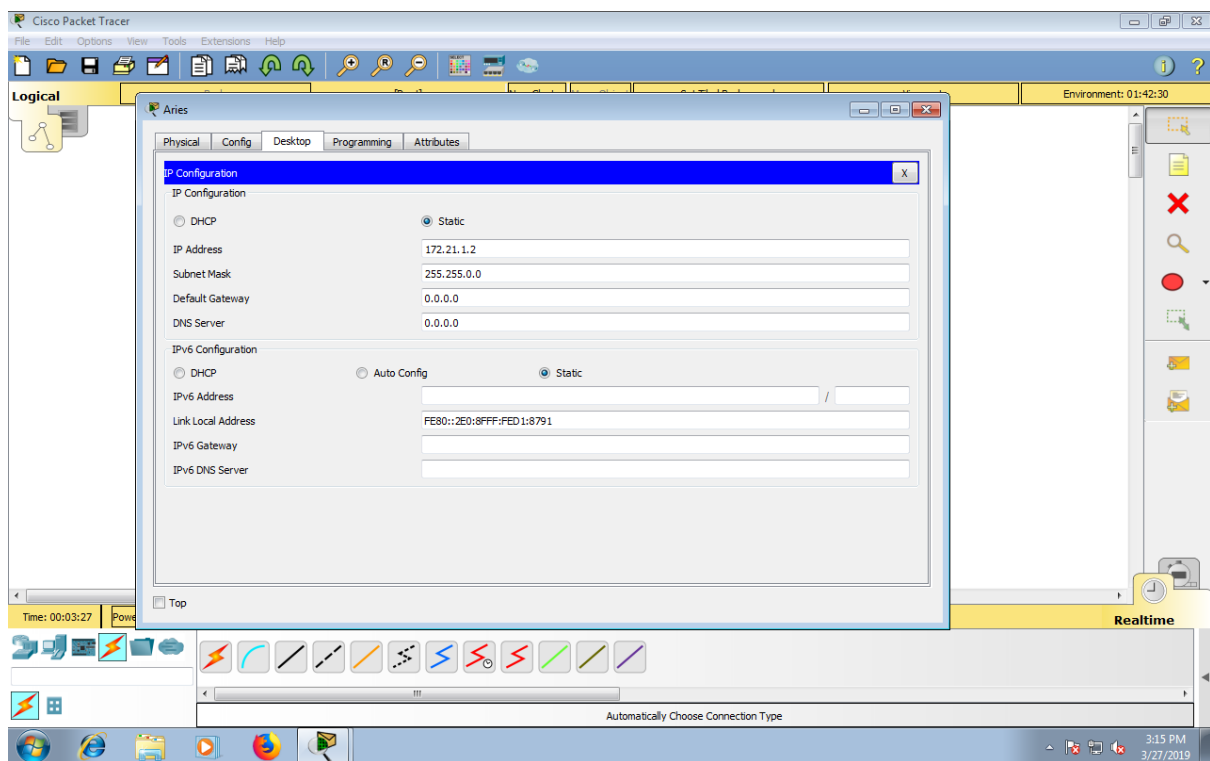 Cisco Packet Tracer
File Edit Options View Tools Extensions Help
Logical
Environment: 01:42:30
Aries
Physical Config Desktop Programming Attributes
IP Configuration X
IP Configuration
DHCP Static
IP Address 172.21.1.2
Subnet Mask 255.255.0.0
Default Gateway 0.0.0.0
DNS Server 0.0.0.0
IPv6 Configuration
DHCP Auto Config Static
IPv6 Address /
Link Local Address FE80::2E0:8FFF:FED1:8791
IPv6 Gateway
IPv6 DNS Server
Top
Time: 00:03:27 Powe
Realtime
Automatically Choose Connection Type
3:15 PM
3/27/2019